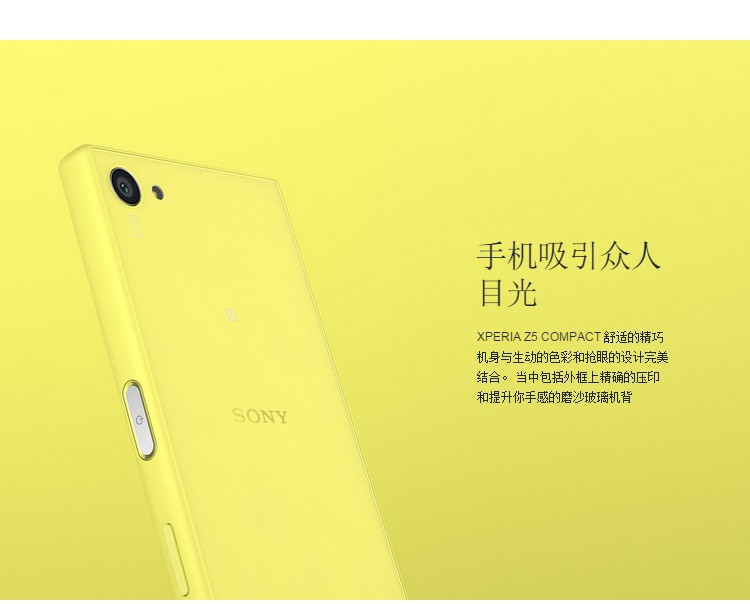 手机吸引众人
目光
XPERIA Z5 COMPACT 舒适的精巧
机身与生动的色彩和抢眼的设计完美
结合。 当中包括外框上精确的压印
和提升你手感的磨沙玻璃机背
SONY